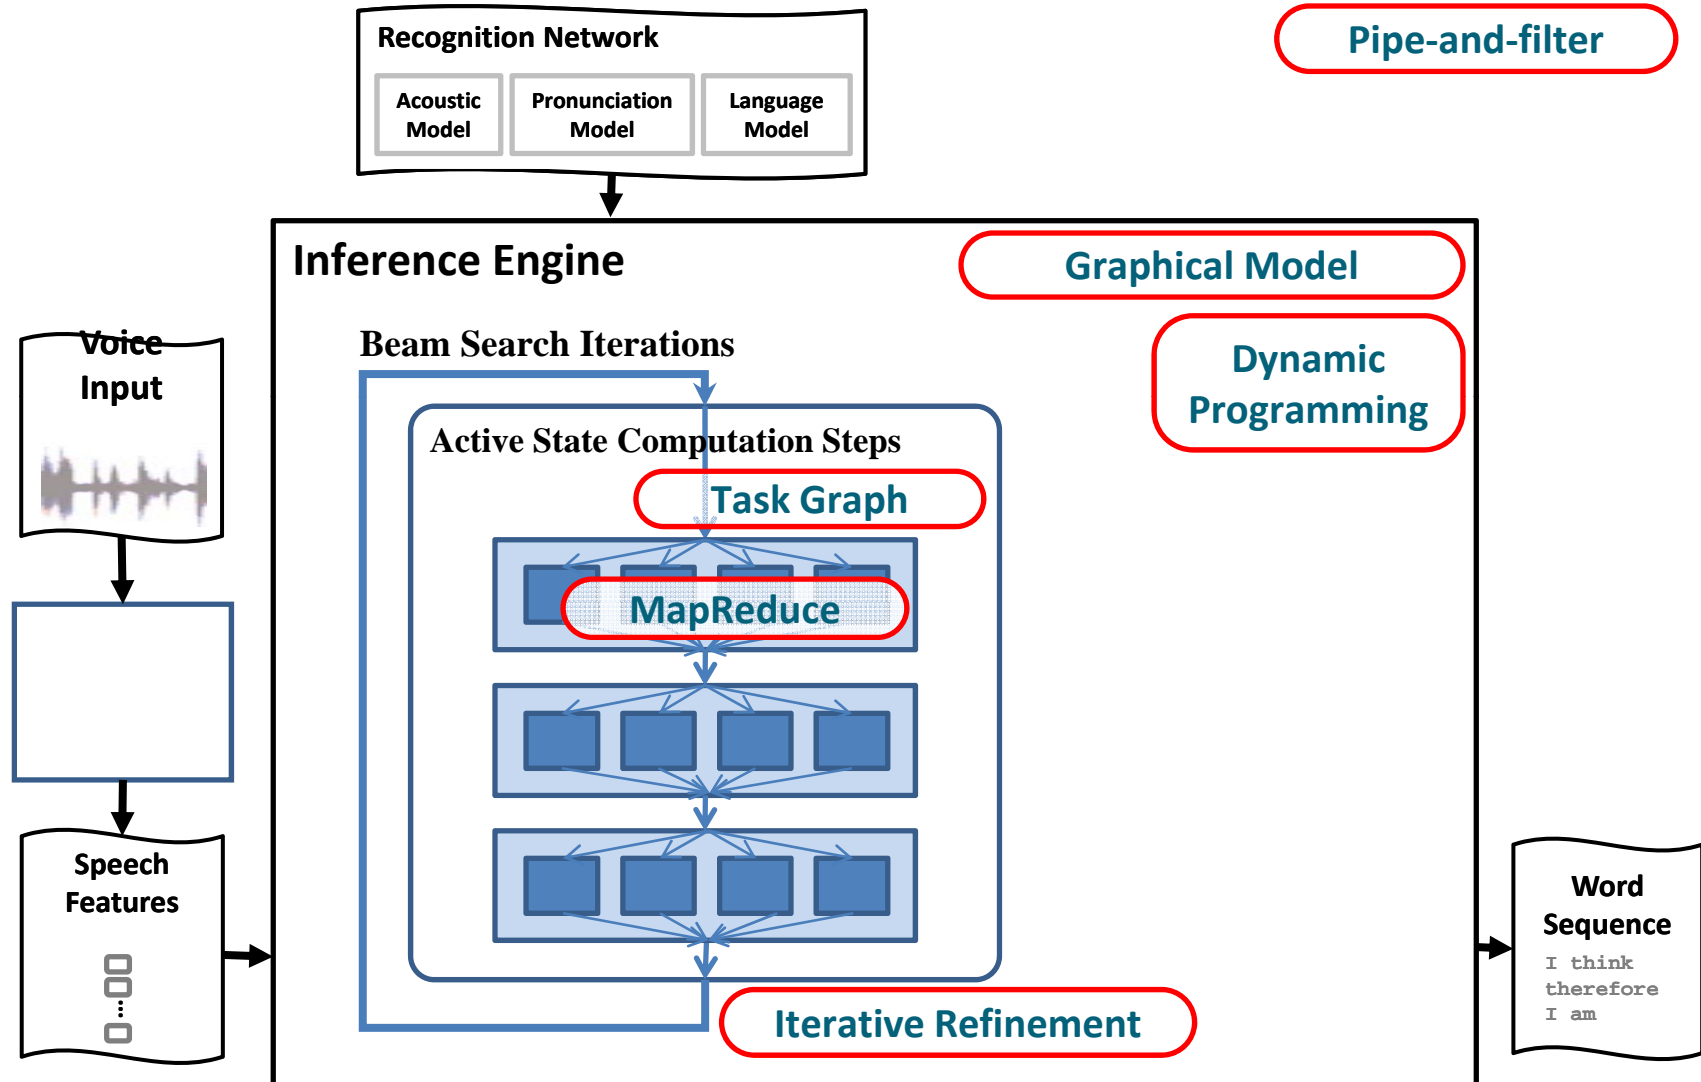 Recognition Network
Acoustic
Model
Pronunciation
Model
Language
Model
Pipe-and-filter
Inference Engine
Graphical Model
Dynamic
Programming
Voice
Input
Beam Search Iterations
Active State Computation Steps
Task Graph
MapReduce
Iterative Refinement
Speech
Features
Word
Sequence
I think
therefore
I am